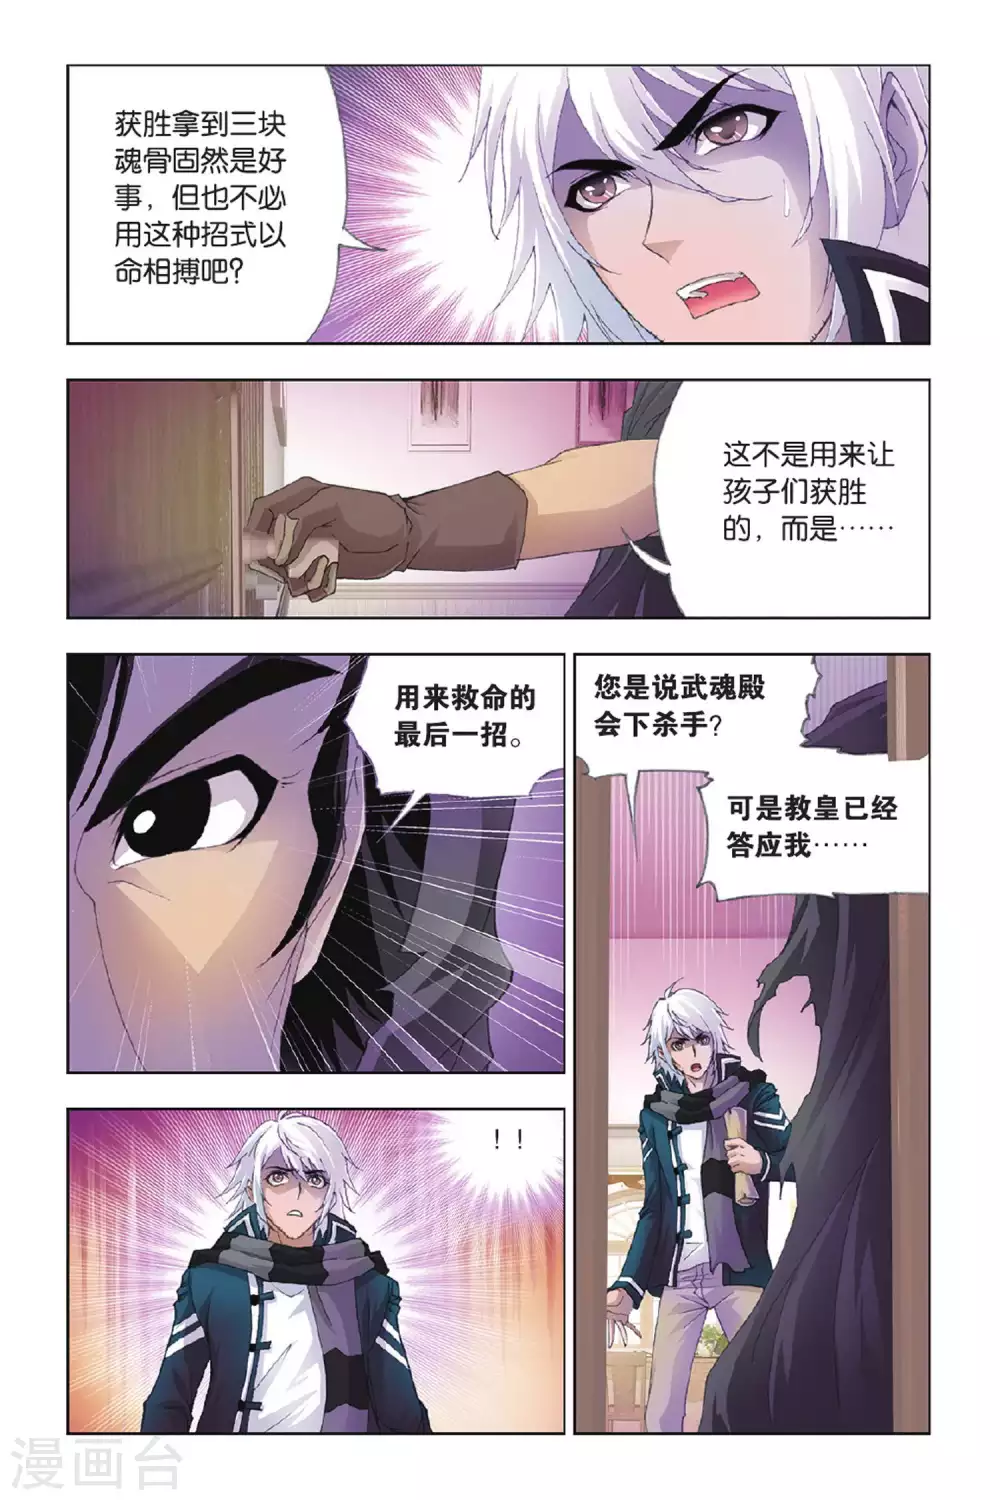 获胜拿到三块
魂骨固然是好
事，但也不必
用这种招式以
命相搏吧？
这不是用来让
孩子们获胜
的，而是……
用来救命的
最后一招。
您是说武魂殿
会下杀手？
可是教皇已经
答应我……
！！
漫画台